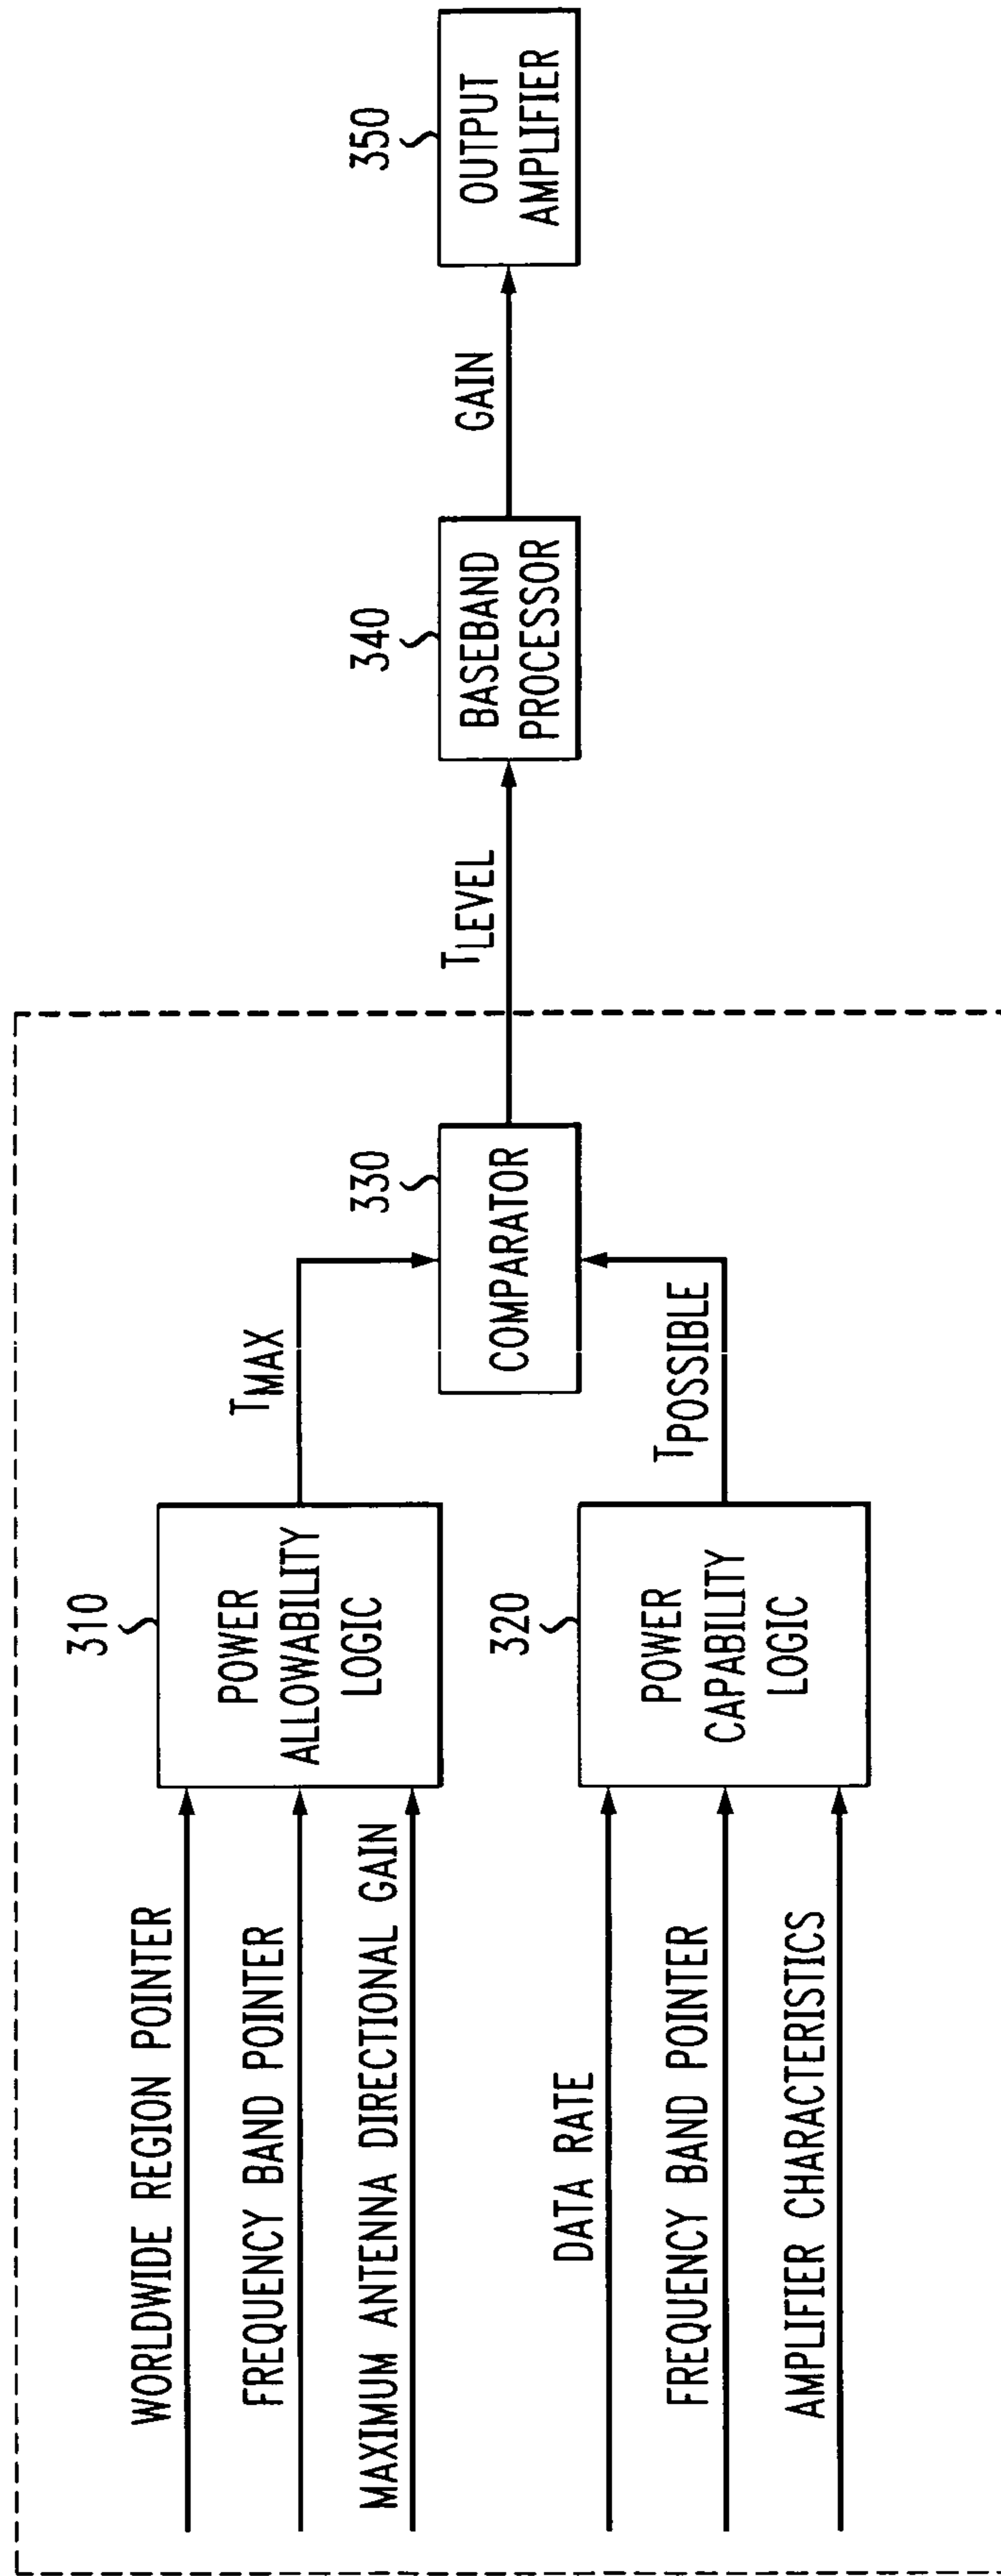 WORLDWIDE REGION POINTER
FREQUENCY BAND POINTER
MAXIMUM ANTENNA DIRECTIONAL GAIN
310
POWER
ALLOWABILITY
LOGIC
TMAX
DATA RATE
FREQUENCY BAND POINTER
AMPLIFIER CHARACTERISTICS
320
POWER
CAPABILITY
LOGIC
TPOSSIBLE
330
COMPARATOR
TLEVEL
340
BASEBAND
PROCESSOR
GAIN
350
OUTPUT
AMPLIFIER